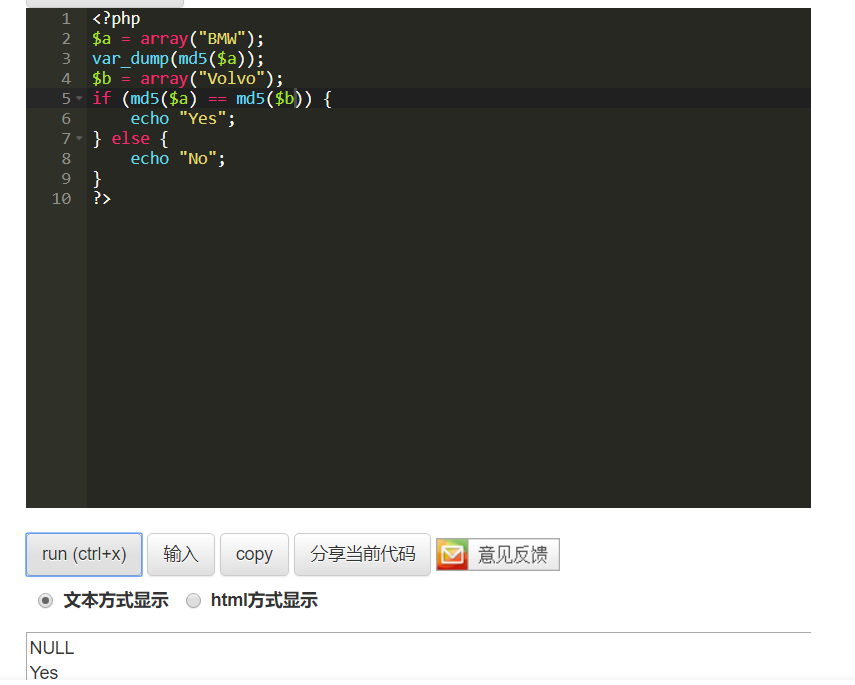 1 <?php
2 $a = array("BMW");
3 var_dump(md5($a));
4 $b = array("Volvo");
5 if (md5($a) == md5($b)) {
6 echo "Yes";
7 } else {
8 echo "No";
9 }
10 ?>
run (ctrl+x) 输入 copy 分享当前代码 意见反馈
文本方式显示 html方式显示
NULL
Yes